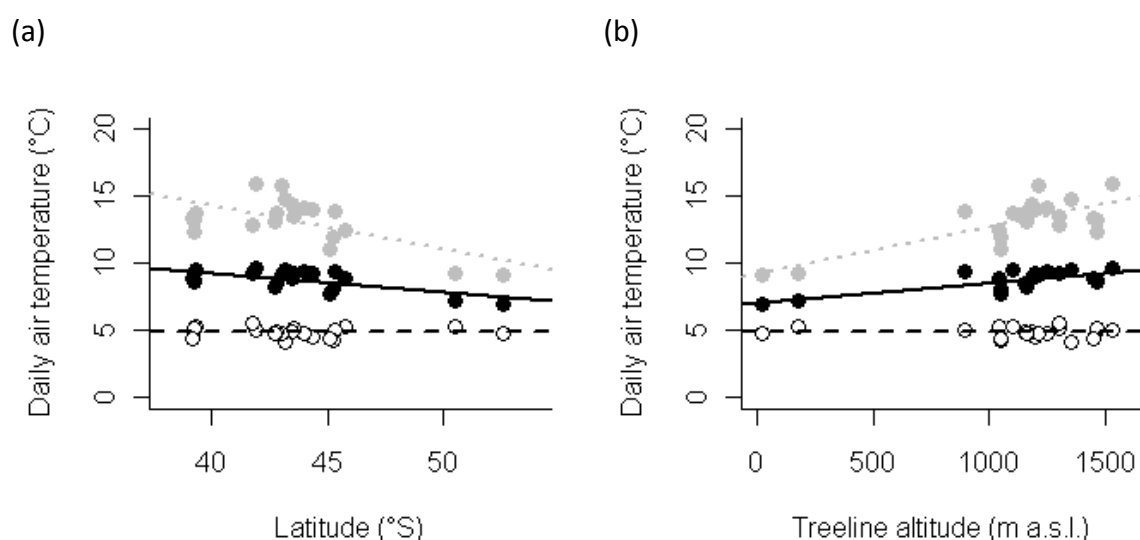 (a)
Daily air temperature (°C)
20
15
10
5
0
40 45 50
Latitude (°S)
(b)
Daily air temperature (°C)
20
15
10
5
0
0 500 1000 1500
Treeline altitude (m a.s.l.)